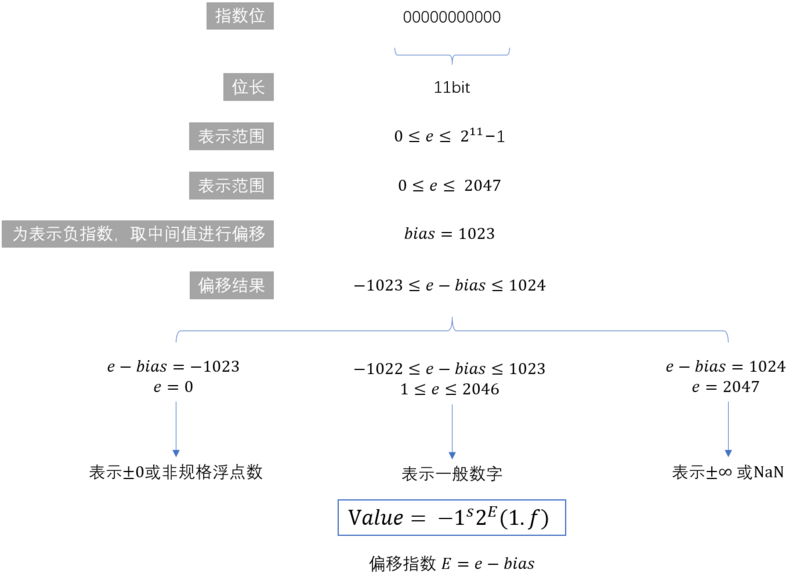 指数位 00000000000
位长 11bit
表示范围 0 ≤ e ≤ 2¹¹−1
表示范围 0 ≤ e ≤ 2047
为表示负指数，取中间值进行偏移 bias = 1023
偏移结果 −1023 ≤ e − bias ≤ 1024
e − bias = −1023
e = 0
表示±0或非规格浮点数
−1022 ≤ e − bias ≤ 1023
1 ≤ e ≤ 2046
表示一般数字
e − bias = 1024
e = 2047
表示±∞ 或NaN
Value = −1ˢ2ᴱ(1.f)
偏移指数 E = e − bias